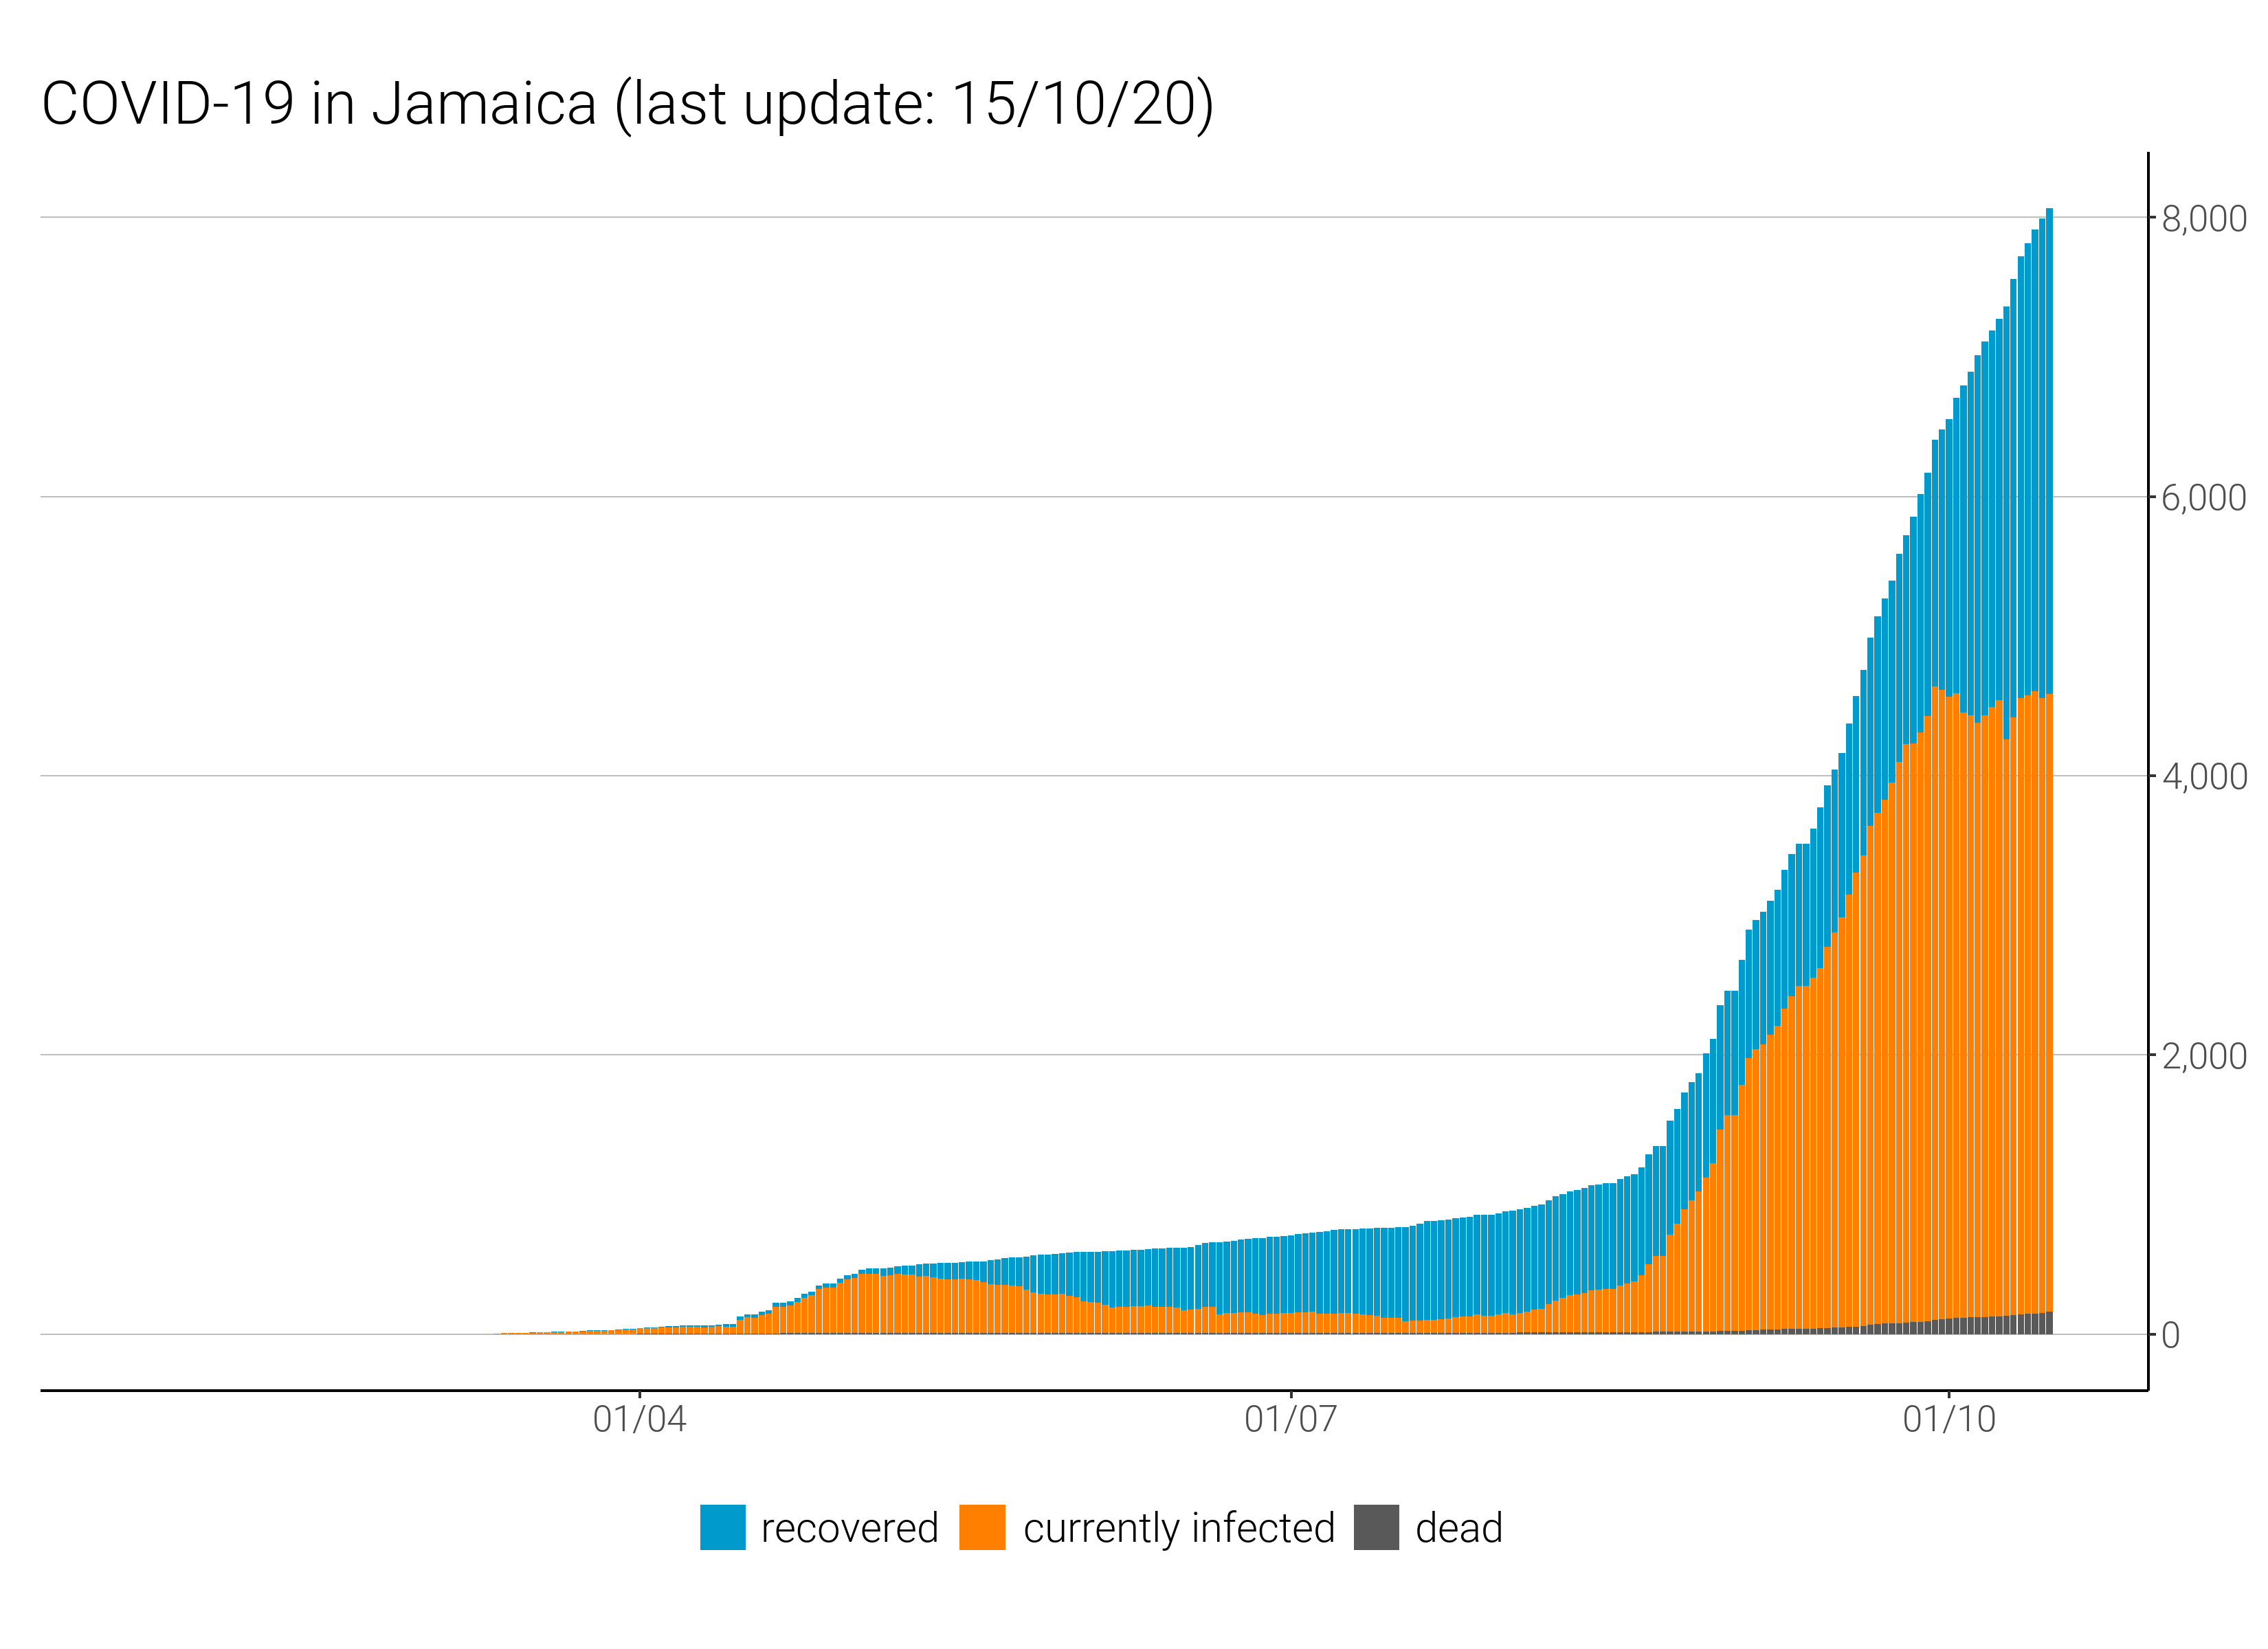 COVID-19 in Jamaica (last update: 15/10/20)
8,000
6,000
4,000
2,000
0
01/04 01/07 01/10
recovered currently infected dead